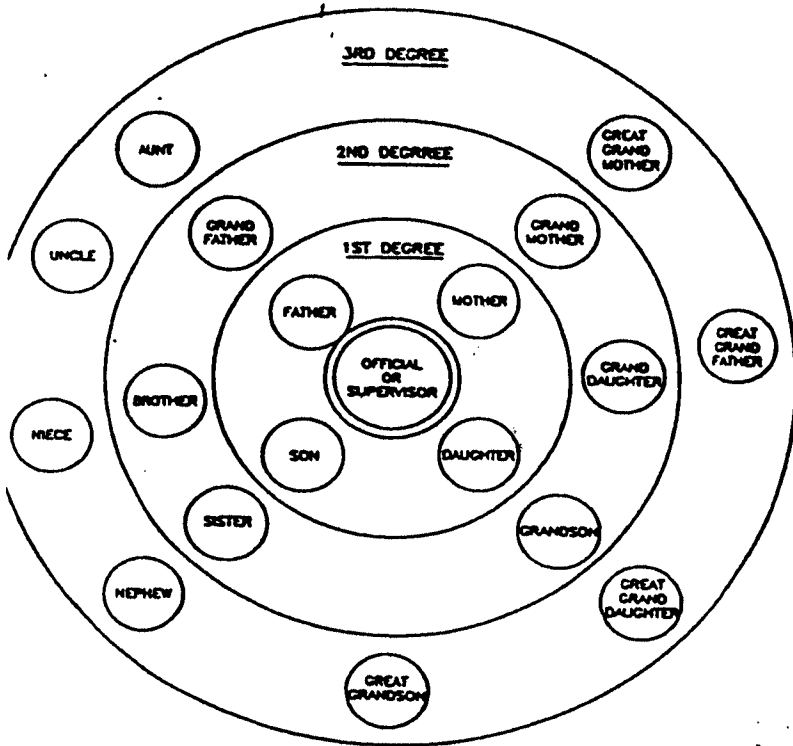 3RD DEGREE
AUNT
GREAT
GRAND
MOTHER
2ND DEGRREE
GRAND
FATHER
GRAND
MOTHER
UNCLE
1ST DEGREE
FATHER
MOTHER
GREAT
GRAND
FATHER
OFFICIAL
OR
SUPERVISOR
GRAND
DAUGHTER
BROTHER
NIECE
SON
DAUGHTER
SISTER
GRANDSON
NEPHEW
GREAT
GRAND
DAUGHTER
GREAT
GRANDSON